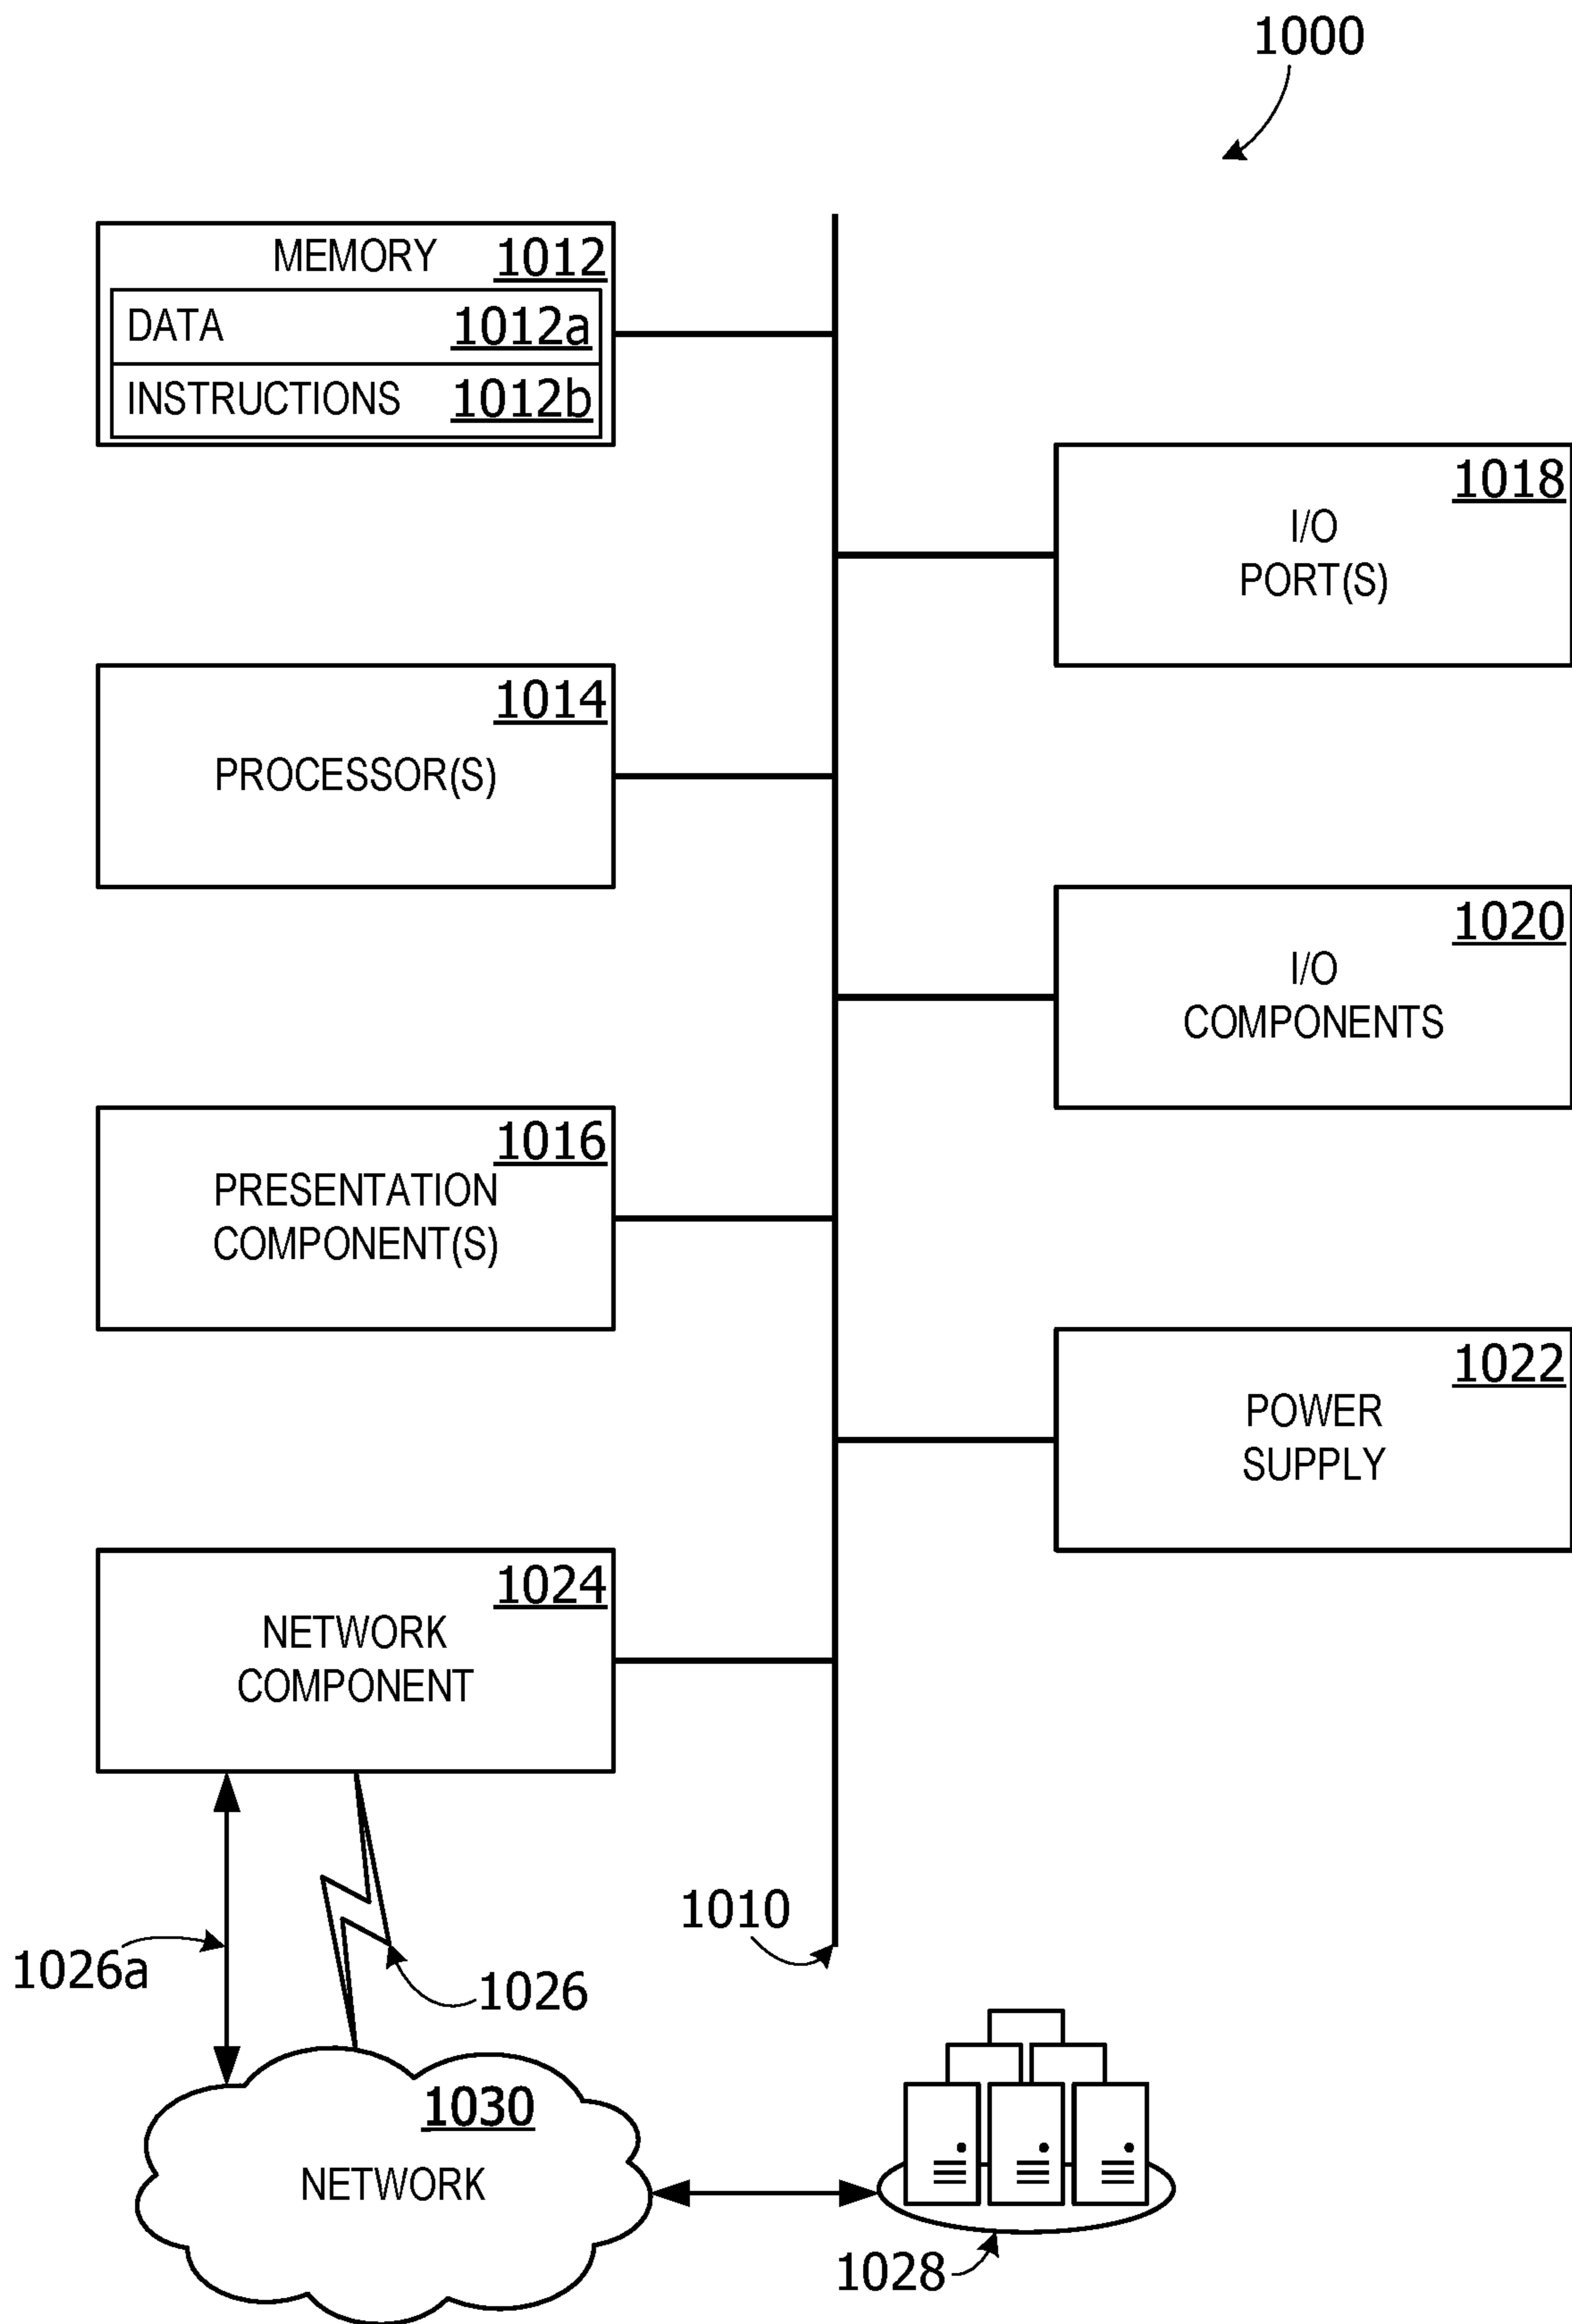 1000
MEMORY 1012
DATA 1012a
INSTRUCTIONS 1012b
1018
I/O
PORT(S)
1014
PROCESSOR(S)
1020
I/O
COMPONENTS
1016
PRESENTATION
COMPONENT(S)
1022
POWER
SUPPLY
1024
NETWORK
COMPONENT
1010
1026a
1026
1030
NETWORK
1028